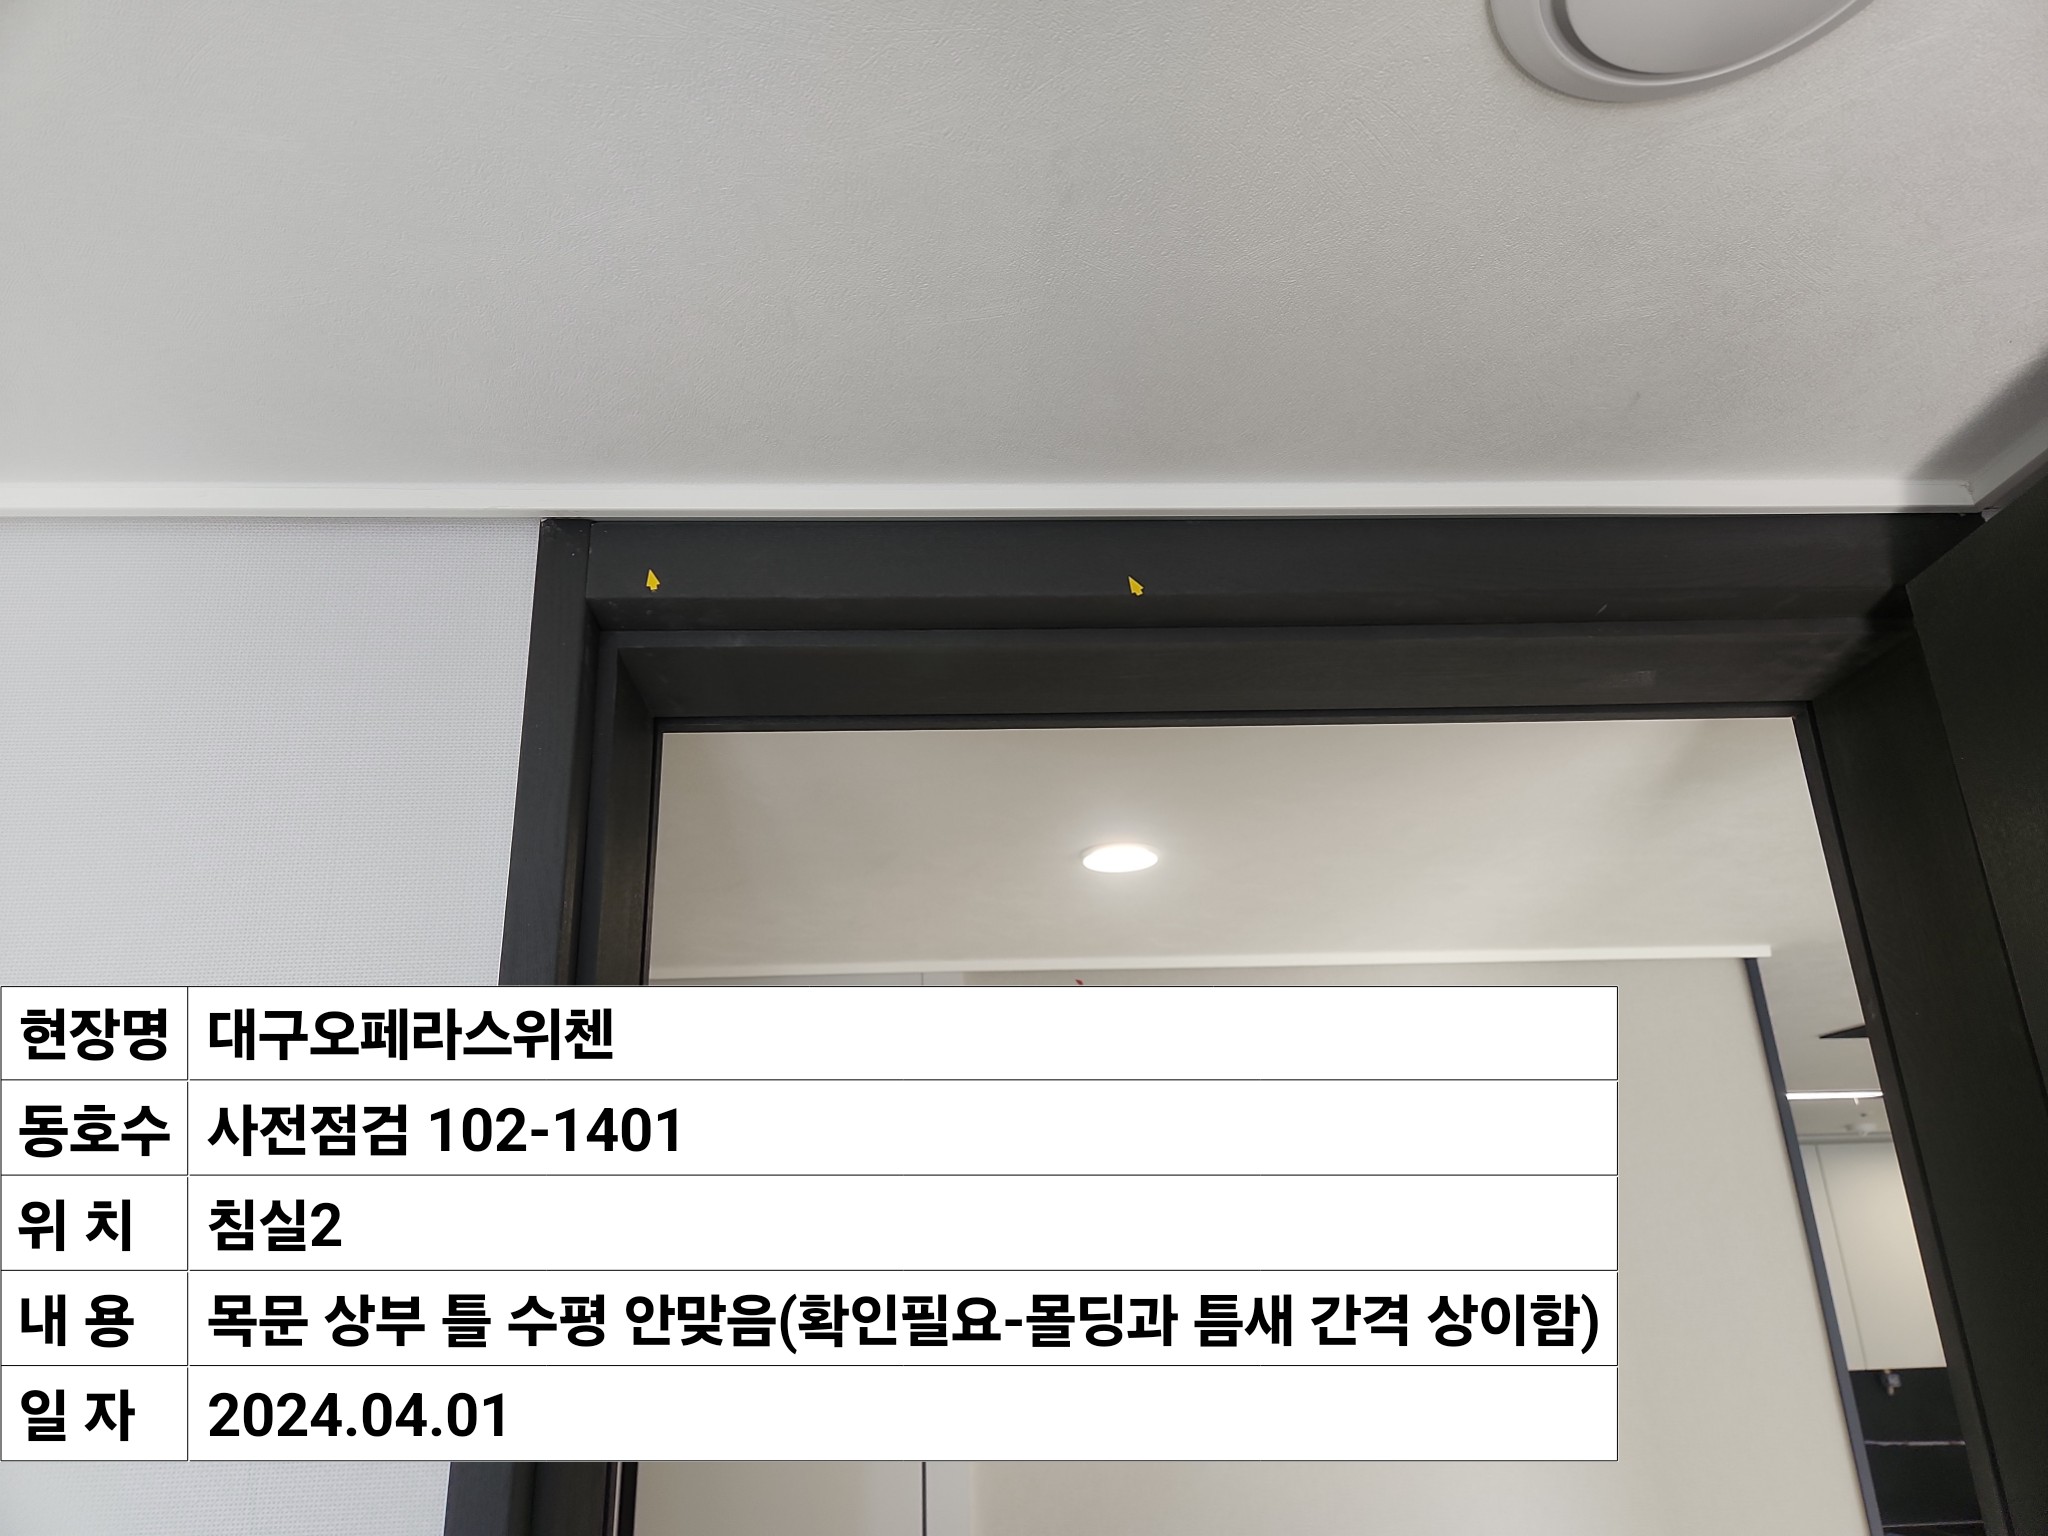 현장명 대구오페라스위첸
동호수 사전점검 102-1401
위 치 침실2
내 용 목문 상부 틀 수평 안맞음(확인필요-몰딩과 틈새 간격 상이함)
일 자 2024.04.01